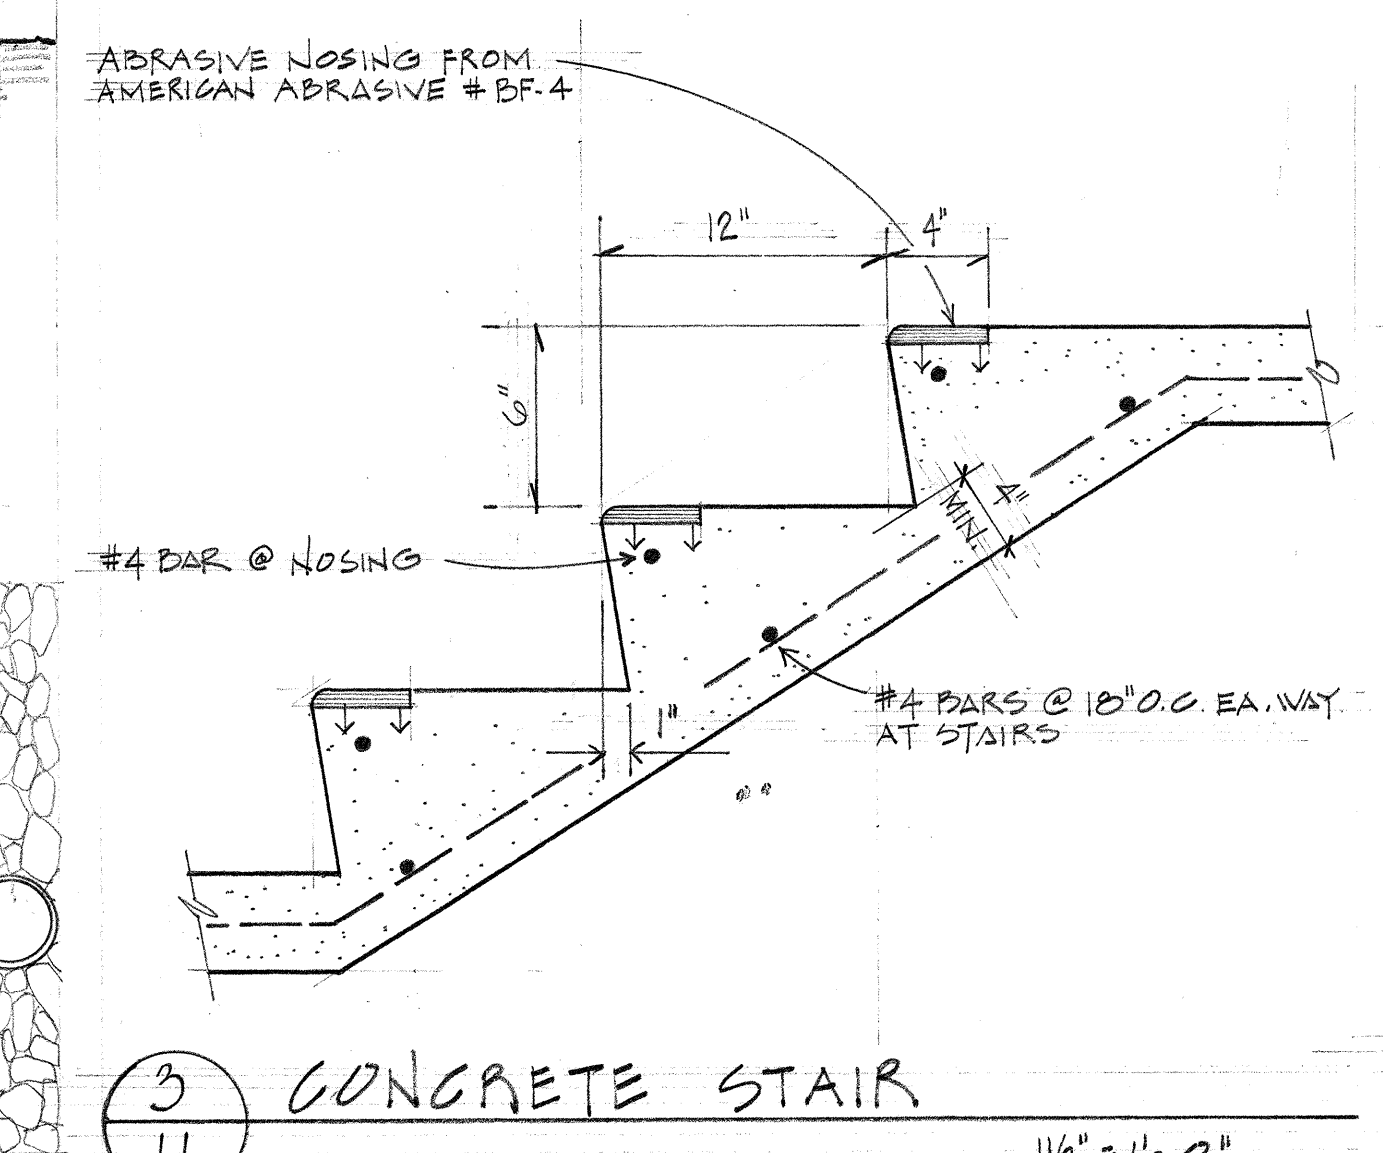 ABRASIVE NOSING FROM
AMERICAN ABRASIVE # BF-4
12"
4"
6"
4"
MIN.
#4 BAR @ NOSING
#4 BARS @ 18" O.C. EA. WAY
AT STAIRS
1"
3
CONCRETE STAIR